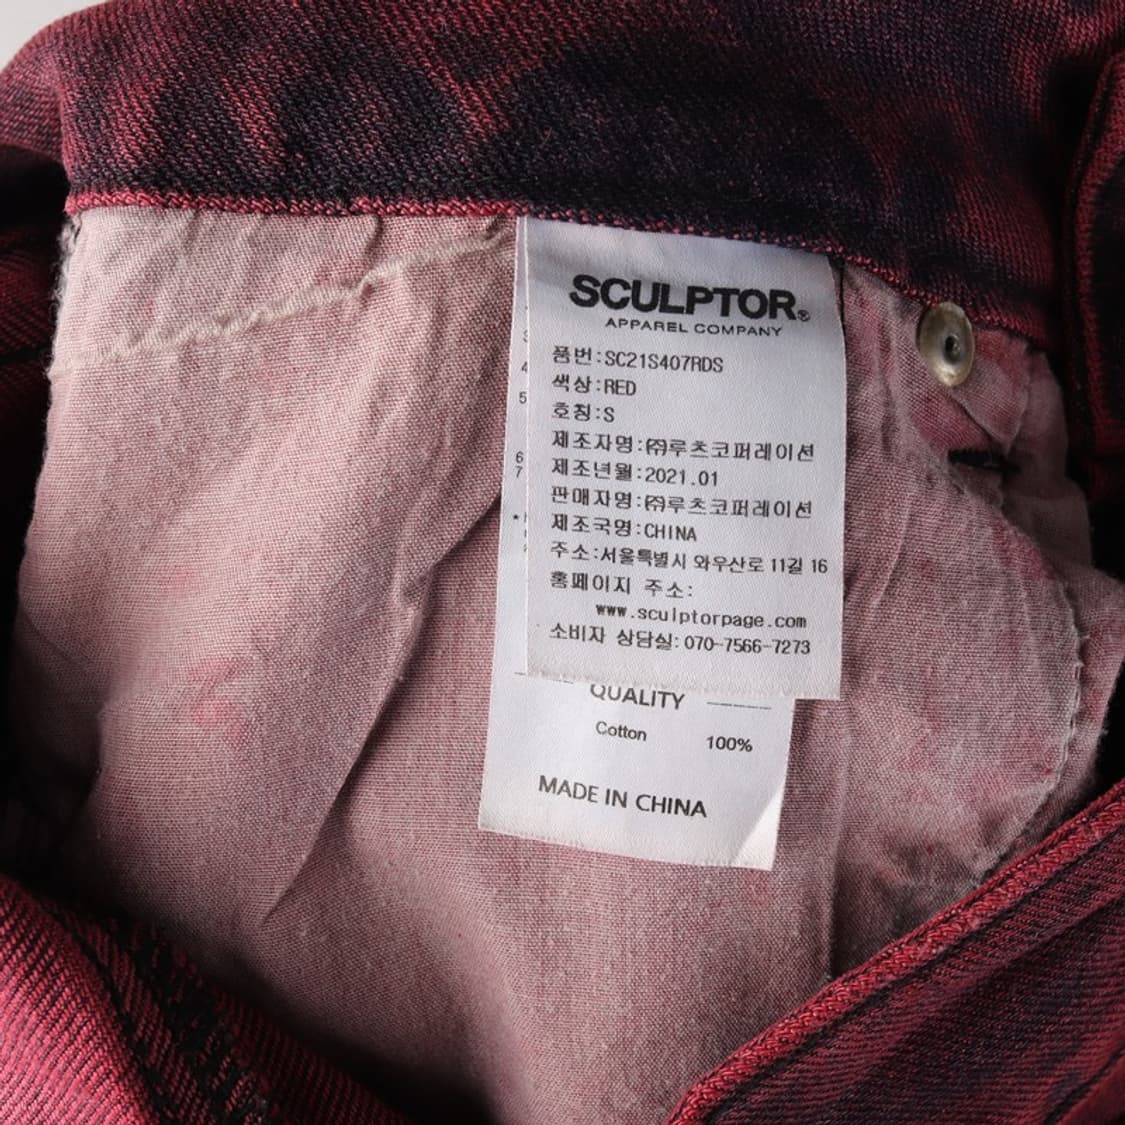 SCULPTOR®
APPAREL COMPANY
품번:SC21S407RDS
색상:RED
호칭:S
제조자명:㈜루츠코퍼레이션
제조년월:2021.01
판매자명:㈜루츠코퍼레이션
제조국명:CHINA
주소:서울특별시 와우산로 11길 16
홈페이지 주소:
www.sculptorpage.com
소비자 상담실: 070-7566-7273
4
5
6
7
*
QUALITY
Cotton 100%
MADE IN CHINA